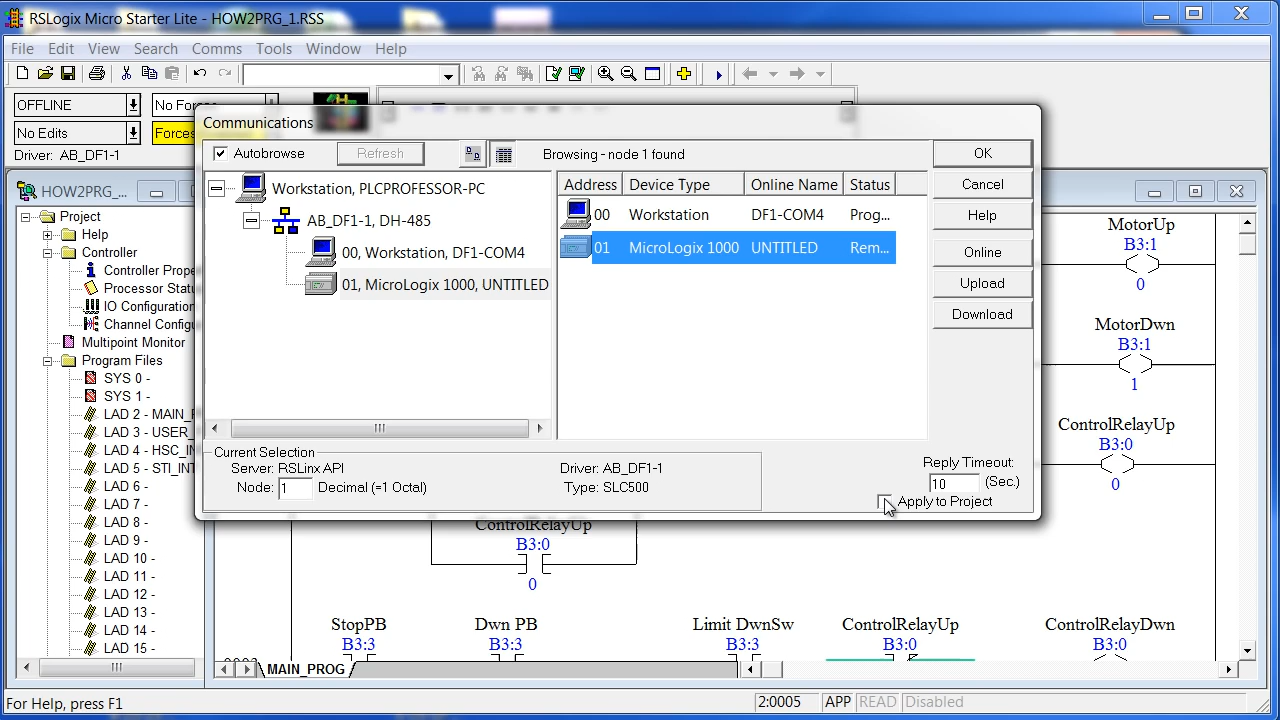 RSLogix Micro Starter Lite - HOW2PRG_1.RSS
File Edit View Search Comms Tools Window Help
OFFLINE
No Edits
Forces
Driver: AB_DF1-1
Communications
Autobrowse
Refresh
Browsing - node 1 found
Workstation, PLCPROFESSOR-PC
AB_DF1-1, DH-485
00, Workstation, DF1-COM4
01, MicroLogix 1000, UNTITLED
Address Device Type Online Name Status
00 Workstation DF1-COM4 Prog...
01 MicroLogix 1000 UNTITLED Rem...
OK
Cancel
Help
Online
Upload
Download
Current Selection
Server: RSLinx API
Driver: AB_DF1-1
Node: 1 Decimal (=1 Octal)
Type: SLC500
Reply Timeout:
10 (Sec.)
Apply to Project
HOW2PRG_...
Project
Help
Controller
Controller Prope
Processor Statu
IO Configuration
Channel Configu
Multipoint Monitor
Program Files
SYS 0 -
SYS 1 -
LAD 2 - MAIN_P
LAD 3 - USER_
LAD 4 - HSC_IN
LAD 5 - STI_INT
LAD 6 -
LAD 7 -
LAD 8 -
LAD 9 -
LAD 10 -
LAD 11 -
LAD 12 -
LAD 13 -
LAD 14 -
LAD 15 -
MotorUp
B3:1
0
MotorDwn
B3:1
1
ControlRelayUp
B3:0
0
ControlRelayUp
B3:0
0
StopPB
B3:3
Dwn PB
B3:3
Limit DwnSw
B3:3
ControlRelayUp
B3:0
ControlRelayDwn
B3:0
MAIN_PROG
For Help, press F1
2:0005 APP READ Disabled